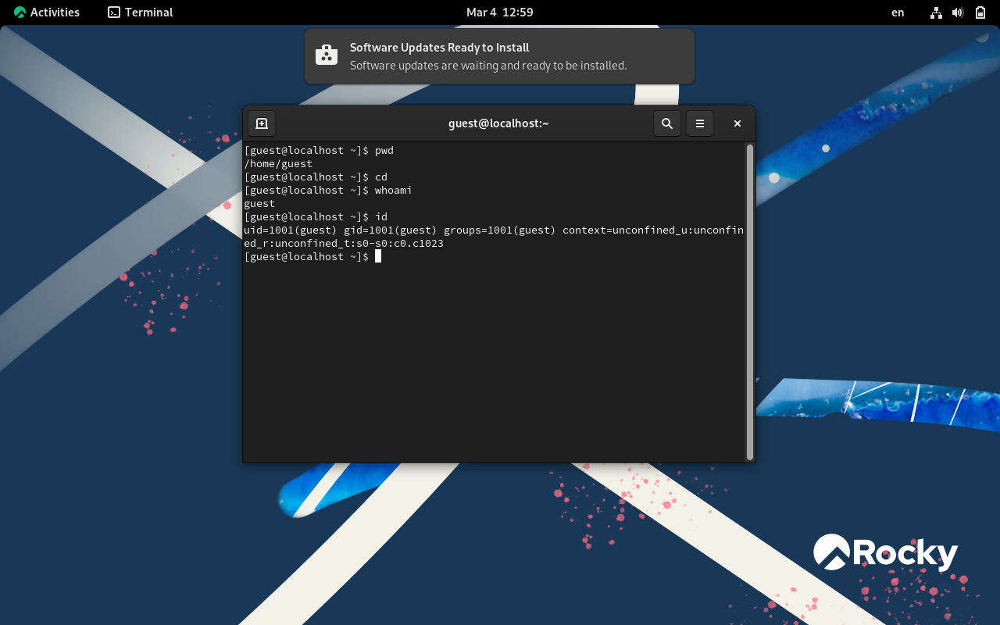 Activities Terminal Mar 4 12:59 en
Software Updates Ready to Install
Software updates are waiting and ready to be installed.
guest@localhost:~
[guest@localhost ~]$ pwd
/home/guest
[guest@localhost ~]$ cd
[guest@localhost ~]$ whoami
guest
[guest@localhost ~]$ id
uid=1001(guest) gid=1001(guest) groups=1001(guest) context=unconfined_u:unconfin
ed_r:unconfined_t:s0-s0:c0.c1023
[guest@localhost ~]$
Rocky